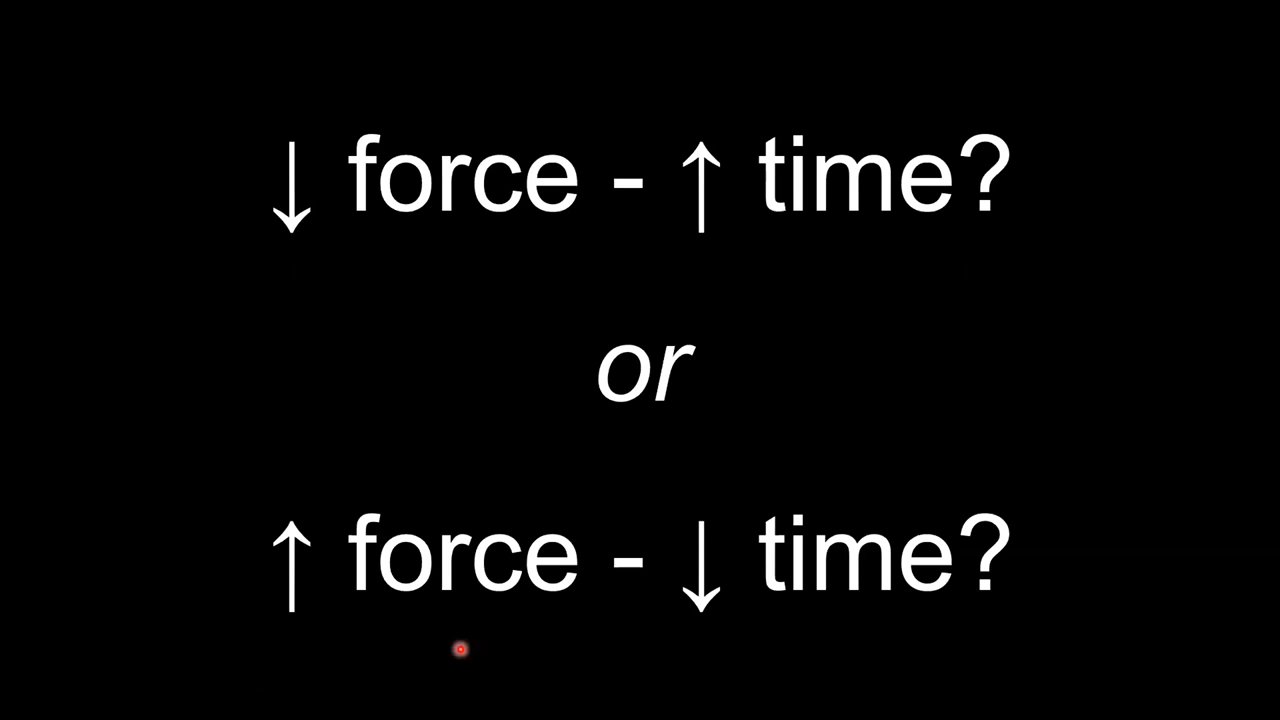 ↓ force - ↑ time?
or
↑ force - ↓ time?